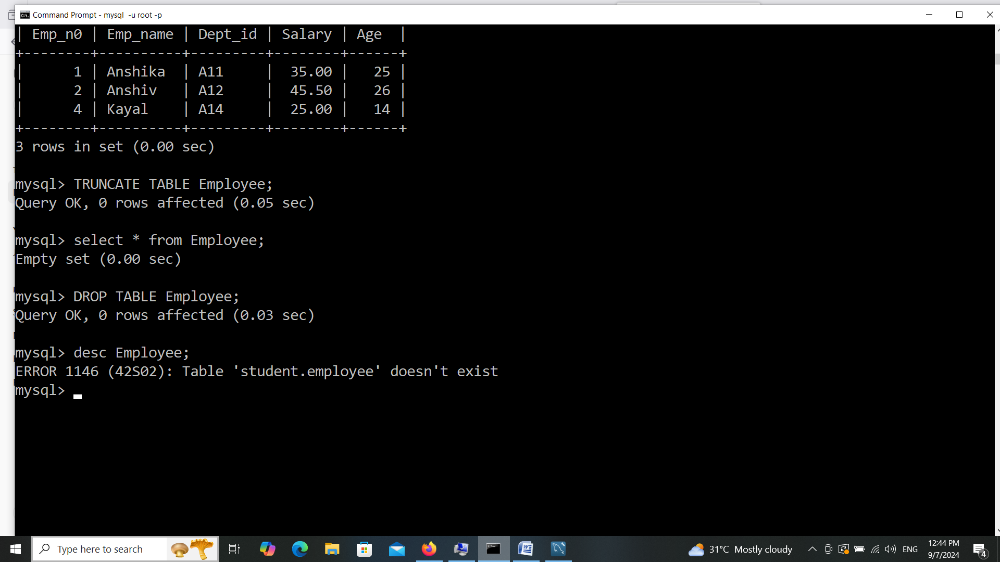 Command Prompt - mysql  -u root -p
| Emp_n0 | Emp_name | Dept_id | Salary | Age  |
+--------+----------+---------+--------+------+
|      1 | Anshika  | A11     |  35.00 |   25 |
|      2 | Anshiv   | A12     |  45.50 |   26 |
|      4 | Kayal    | A14     |  25.00 |   14 |
+--------+----------+---------+--------+------+
3 rows in set (0.00 sec)
mysql> TRUNCATE TABLE Employee;
Query OK, 0 rows affected (0.05 sec)
mysql> select * from Employee;
Empty set (0.00 sec)
mysql> DROP TABLE Employee;
Query OK, 0 rows affected (0.03 sec)
mysql> desc Employee;
ERROR 1146 (42S02): Table 'student.employee' doesn't exist
mysql>
Type here to search
31°C Mostly cloudy
ENG
12:44 PM
9/7/2024
4